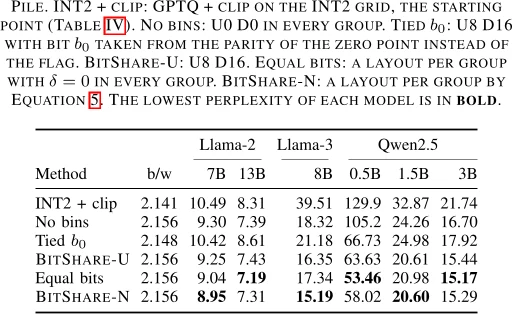 PILE. INT2 + CLIP: GPTQ + CLIP ON THE INT2 GRID, THE STARTING
POINT (TABLE IV). NO BINS: U0 D0 IN EVERY GROUP. TIED b0: U8 D16
WITH BIT b0 TAKEN FROM THE PARITY OF THE ZERO POINT INSTEAD OF
THE FLAG. BITSHARE-U: U8 D16. EQUAL BITS: A LAYOUT PER GROUP
WITH δ = 0 IN EVERY GROUP. BITSHARE-N: A LAYOUT PER GROUP BY
EQUATION 5. THE LOWEST PERPLEXITY OF EACH MODEL IS IN BOLD.
Llama-2 Llama-3 Qwen2.5
Method b/w 7B 13B 8B 0.5B 1.5B 3B
INT2 + clip 2.141 10.49 8.31 39.51 129.9 32.87 21.74
No bins 2.156 9.30 7.39 18.32 105.2 24.26 16.70
Tied b0 2.148 10.42 8.61 21.18 66.73 24.98 17.92
BITSHARE-U 2.156 9.25 7.43 16.35 63.63 20.61 15.44
Equal bits 2.156 9.04 7.19 17.34 53.46 20.98 15.17
BITSHARE-N 2.156 8.95 7.31 15.19 58.02 20.60 15.29